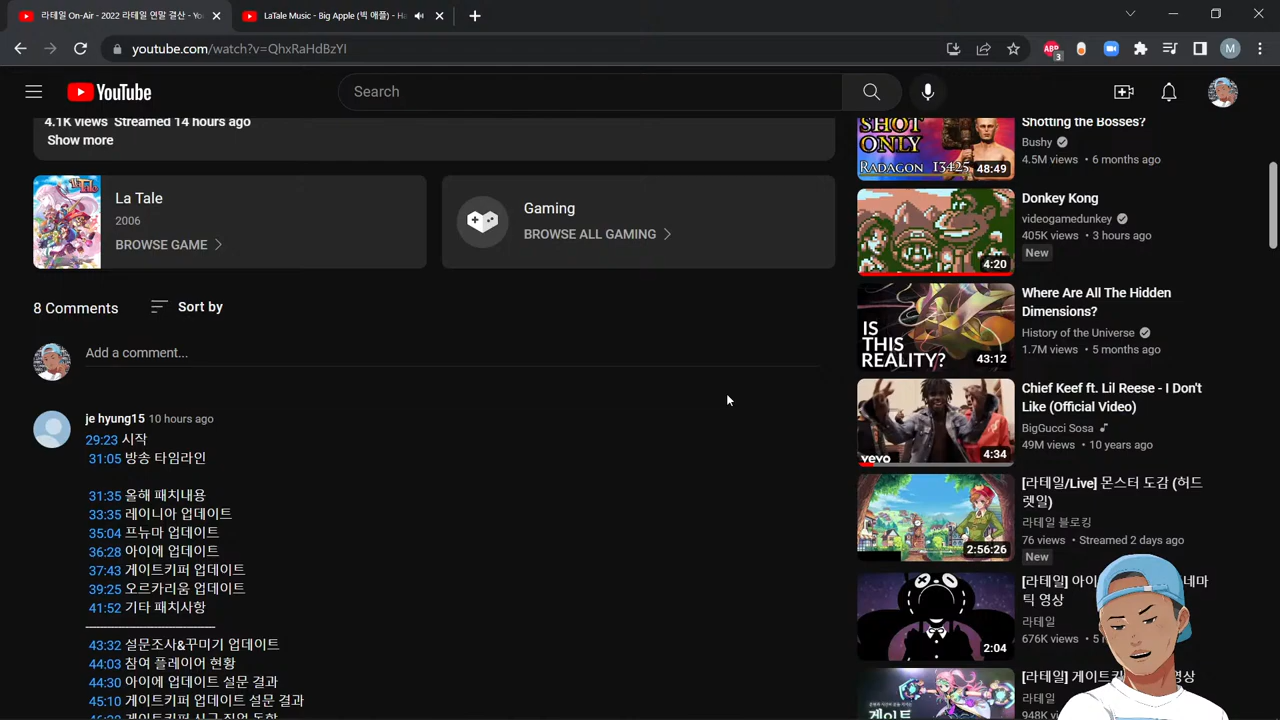 라테일 On-Air - 2022 라테일 연말 결산 - Yo
LaTale Music - Big Apple (빅 애플) - Ha
youtube.com/watch?v=QhxRaHdBzYI
ABP
3
M
YouTube
Search
4.1K views Streamed 14 hours ago
Show more
La Tale
2006
BROWSE GAME
Gaming
BROWSE ALL GAMING
8 Comments
Sort by
Add a comment...
je hyung15 10 hours ago
29:23 시작
31:05 방송 타임라인
31:35 올해 패치내용
33:35 레이니아 업데이트
35:04 프뉴마 업데이트
36:28 아이에 업데이트
37:43 게이트키퍼 업데이트
39:25 오르카리움 업데이트
41:52 기타 패치사항
43:32 설문조사&꾸미기 업데이트
44:03 참여 플레이어 현황
44:30 아이에 업데이트 설문 결과
45:10 게이트키퍼 업데이트 설문 결과
SHOT
ONLY
RADAGON 13425
48:49
Shotting the Bosses?
Bushy
4.5M views • 6 months ago
4:20
Donkey Kong
videogamedunkey
405K views • 3 hours ago
New
IS
THIS
REALITY?
43:12
Where Are All The Hidden
Dimensions?
History of the Universe
1.7M views • 5 months ago
vevo
4:34
Chief Keef ft. Lil Reese - I Don't
Like (Official Video)
BigGucci Sosa
49M views • 10 years ago
2:56:26
[라테일/Live] 몬스터 도감 (허드
렛일)
라테일 블로킹
76 views • Streamed 2 days ago
New
2:04
[라테일] 아이
네마
틱 영상
라테일
676K views • 5
게이트
[라테일] 게이트키
영상
라테일
948K views